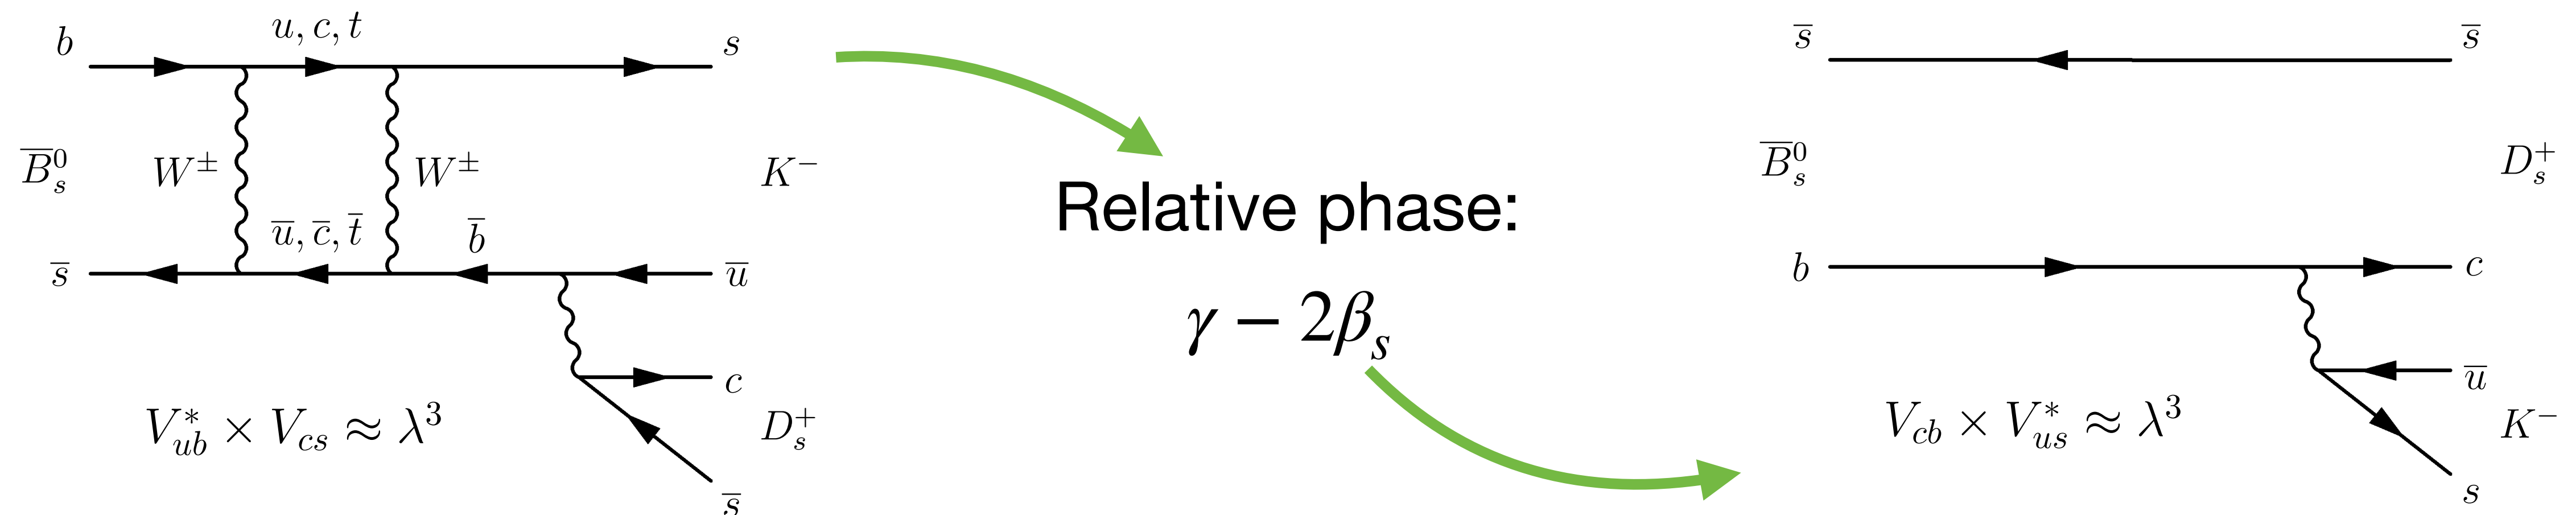 b
u, c, t
s
B̅⁰ₛ
W±
W±
K⁻
u̅, c̅, t̅
b̅
s̅
u̅
c
V*ub × Vcs ≈ λ³
D⁺ₛ
s̅
Relative phase:
γ − 2βₛ
s̅
s̅
B̅⁰ₛ
D⁺ₛ
b
c
u̅
Vcb × V*us ≈ λ³
K⁻
s